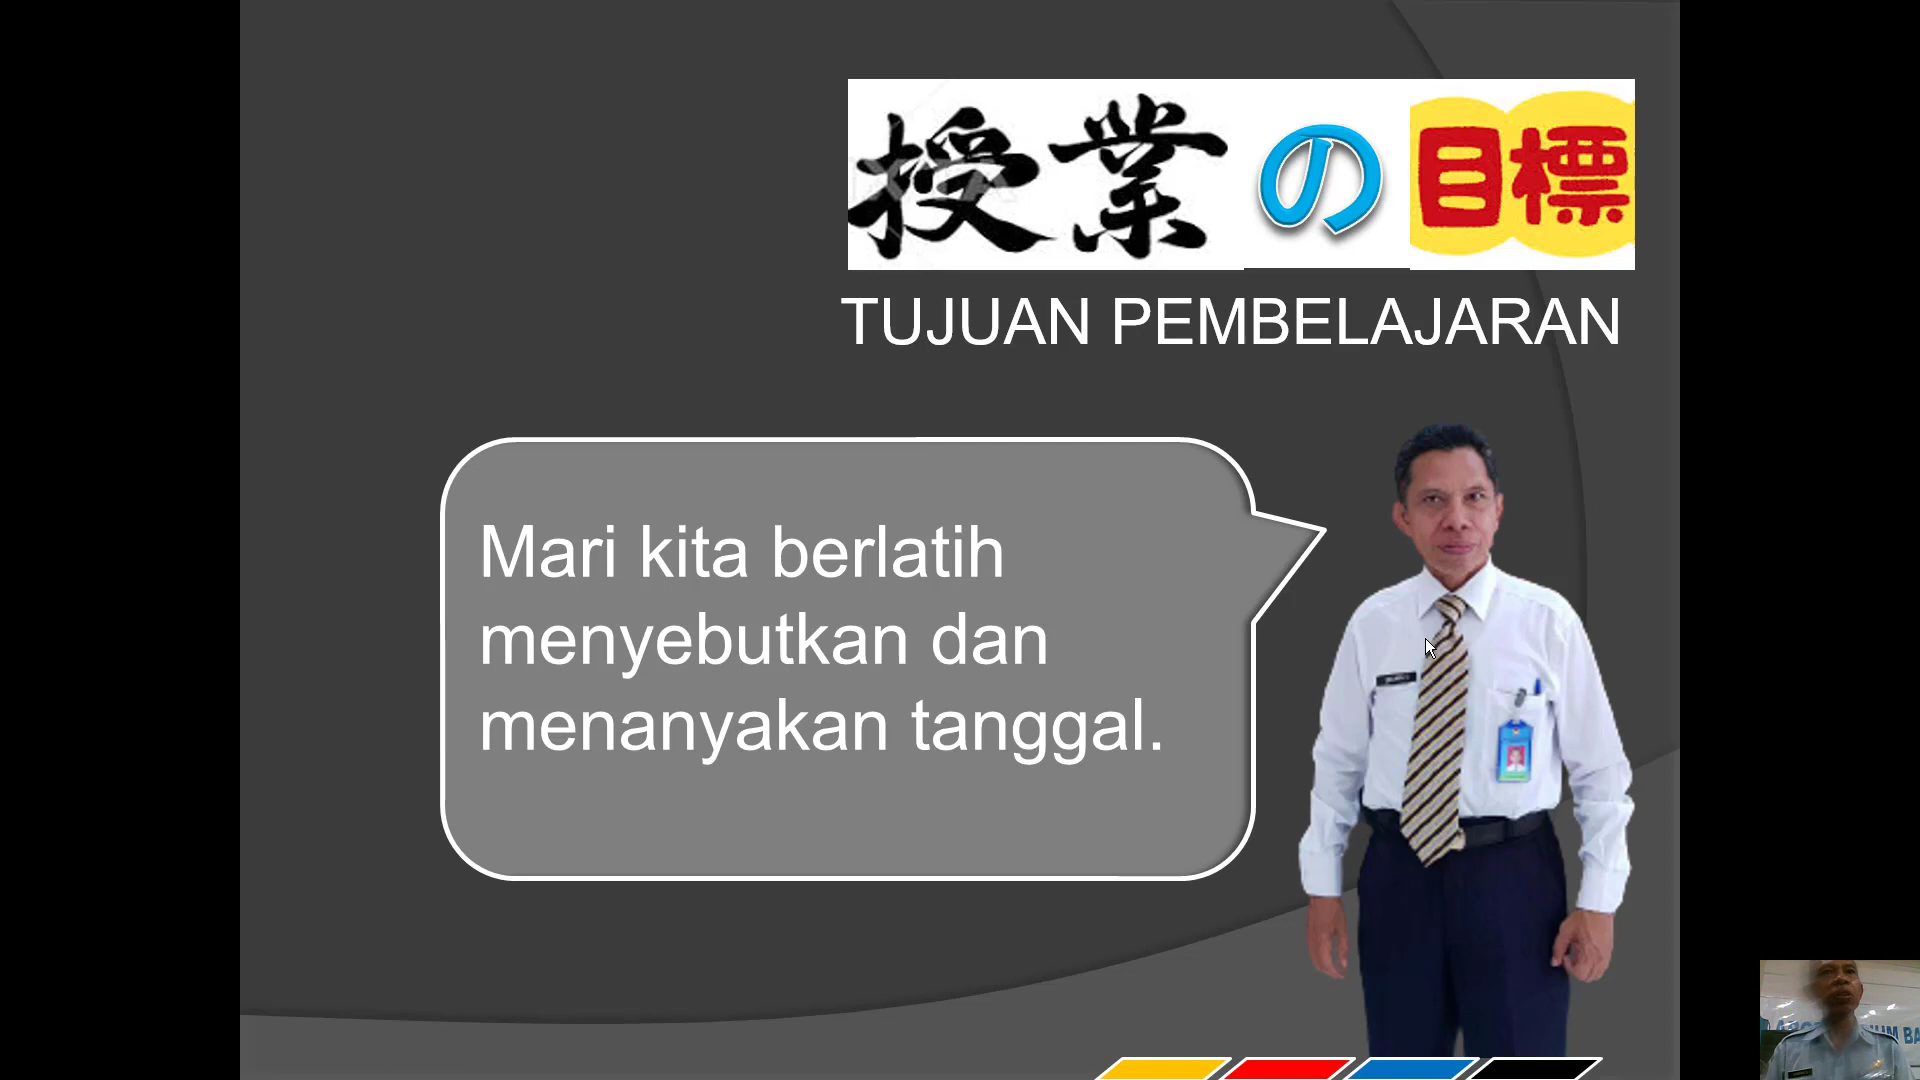 授業の目標
TUJUAN PEMBELAJARAN
Mari kita berlatih
menyebutkan dan
menanyakan tanggal.